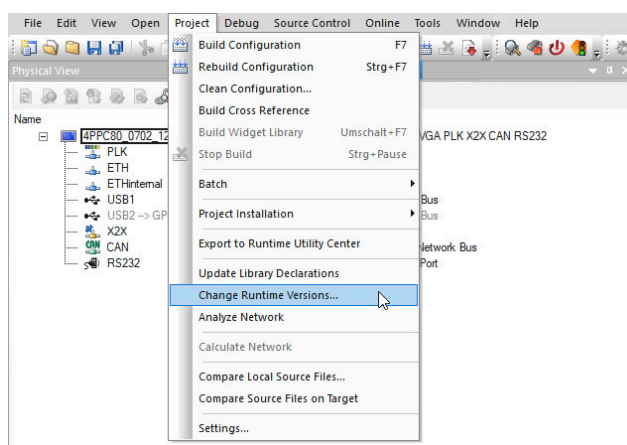 File Edit View Open Project Debug Source Control Online Tools Window Help
Build Configuration F7
Rebuild Configuration Strg+F7
Clean Configuration...
Build Cross Reference
Build Widget Library Umschalt+F7
Stop Build Strg+Pause
Batch
Project Installation
Export to Runtime Utility Center
Update Library Declarations
Change Runtime Versions...
Analyze Network
Calculate Network
Compare Local Source Files...
Compare Source Files on Target
Settings...
Physical View
Name
4PPC80_0702_12
VGA PLK X2X CAN RS232
PLK
ETH
ETHinternal
USB1 Bus
USB2 -> GP Bus
X2X
CAN Network Bus
RS232 Port